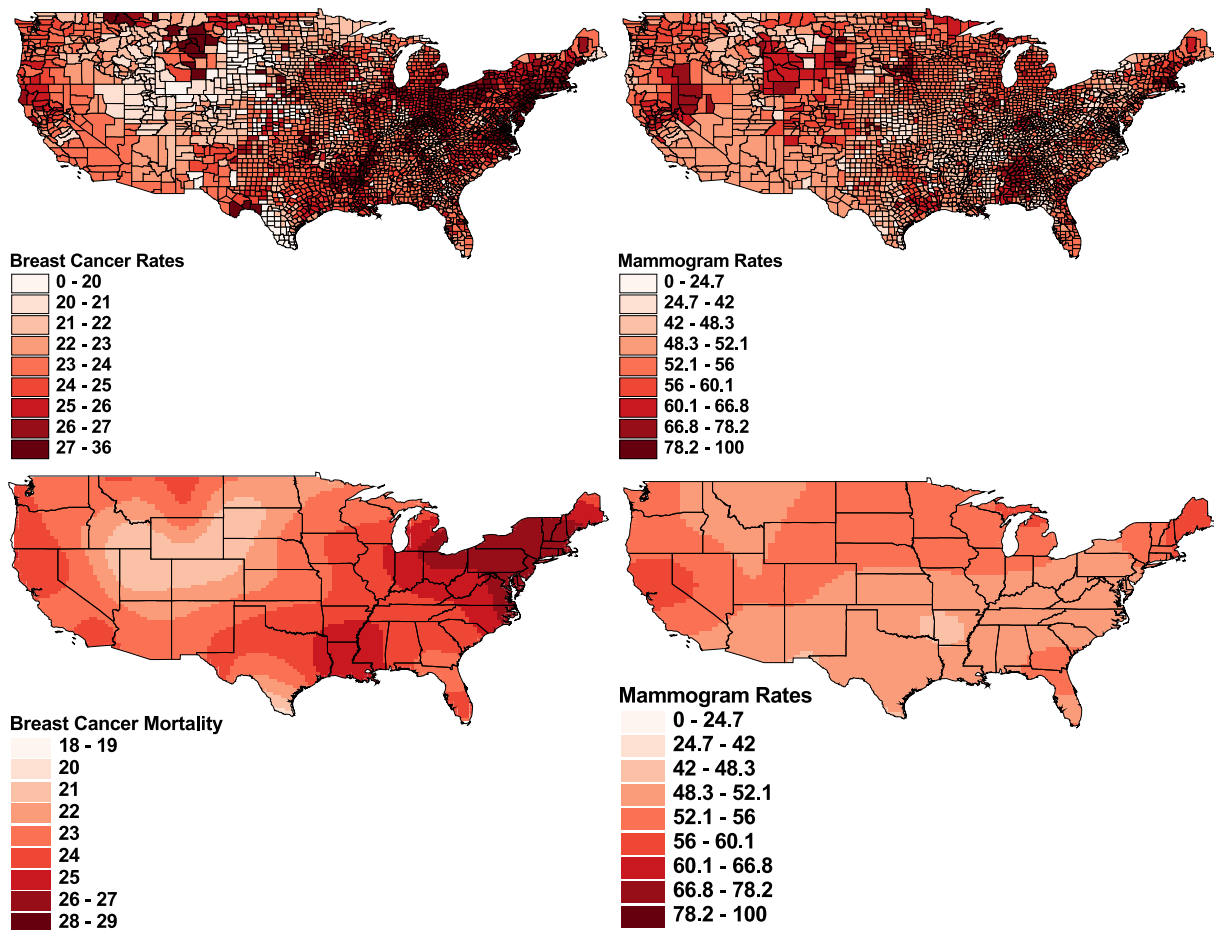 Breast Cancer Rates
0 - 20
20 - 21
21 - 22
22 - 23
23 - 24
24 - 25
25 - 26
26 - 27
27 - 36
Mammogram Rates
0 - 24.7
24.7 - 42
42 - 48.3
48.3 - 52.1
52.1 - 56
56 - 60.1
60.1 - 66.8
66.8 - 78.2
78.2 - 100
Breast Cancer Mortality
18 - 19
20
21
22
23
24
25
26 - 27
28 - 29
Mammogram Rates
0 - 24.7
24.7 - 42
42 - 48.3
48.3 - 52.1
52.1 - 56
56 - 60.1
60.1 - 66.8
66.8 - 78.2
78.2 - 100